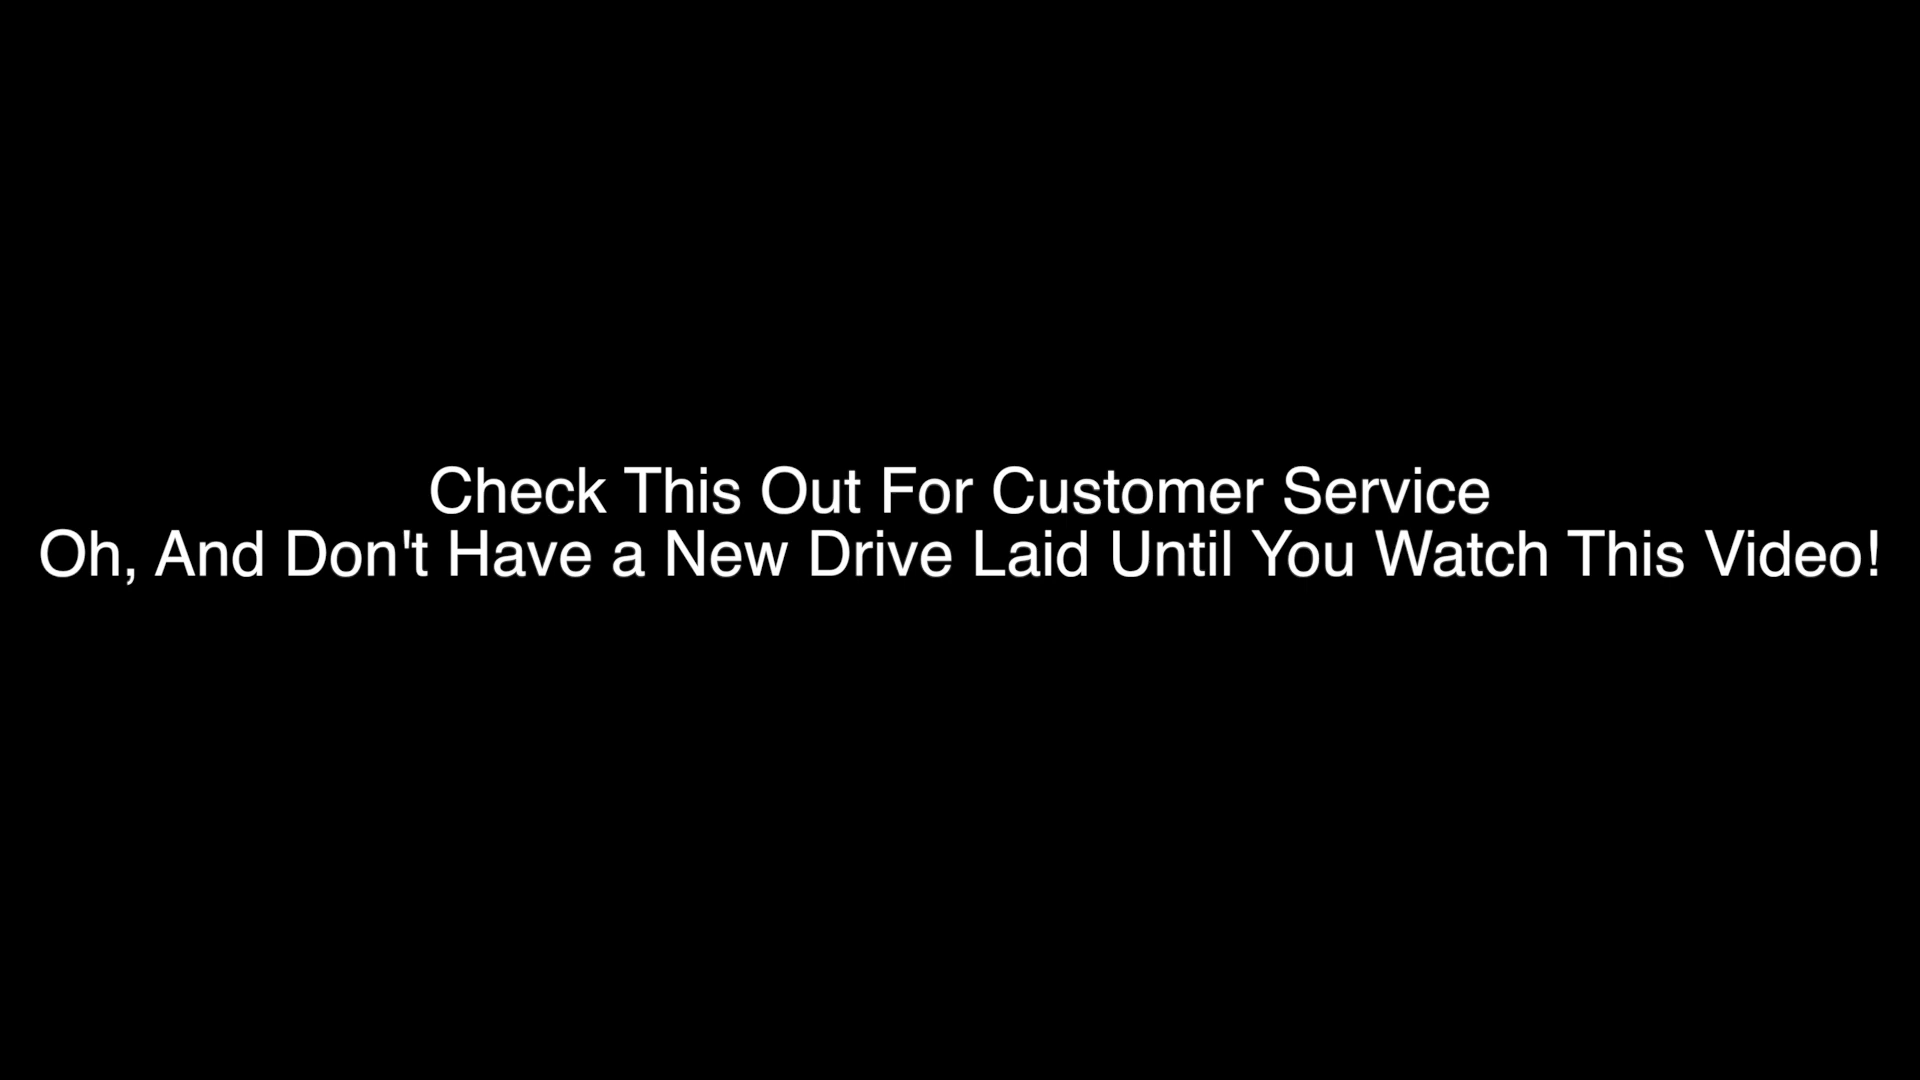 Check This Out For Customer Service
Oh, And Don't Have a New Drive Laid Until You Watch This Video!